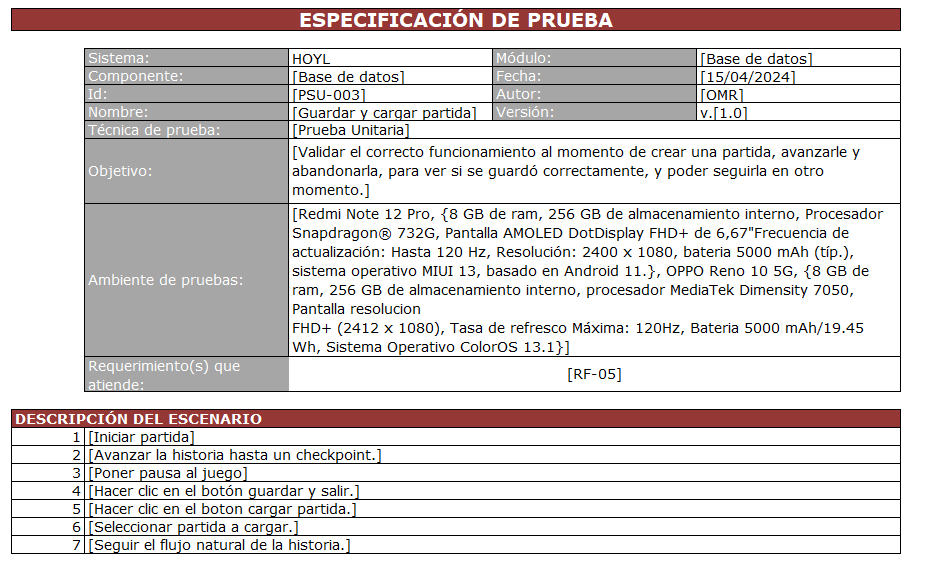 ESPECIFICACIÓN DE PRUEBA
Sistema: HOYL Módulo: [Base de datos]
Componente: [Base de datos] Fecha: [15/04/2024]
Id: [PSU-003] Autor: [OMR]
Nombre: [Guardar y cargar partida] Versión: v.[1.0]
Técnica de prueba: [Prueba Unitaria]
Objetivo:
[Validar el correcto funcionamiento al momento de crear una partida, avanzarle y
abandonarla, para ver si se guardó correctamente, y poder seguirla en otro
momento.]
Ambiente de pruebas:
[Redmi Note 12 Pro, {8 GB de ram, 256 GB de almacenamiento interno, Procesador
Snapdragon® 732G, Pantalla AMOLED DotDisplay FHD+ de 6,67"Frecuencia de
actualización: Hasta 120 Hz, Resolución: 2400 x 1080, bateria 5000 mAh (típ.),
sistema operativo MIUI 13, basado en Android 11.}, OPPO Reno 10 5G, {8 GB de
ram, 256 GB de almacenamiento interno, procesador MediaTek Dimensity 7050,
Pantalla resolucion
FHD+ (2412 x 1080), Tasa de refresco Máxima: 120Hz, Bateria 5000 mAh/19.45
Wh, Sistema Operativo ColorOS 13.1}]
Requerimiento(s) que
atiende:
[RF-05]
DESCRIPCIÓN DEL ESCENARIO
1 [Iniciar partida]
2 [Avanzar la historia hasta un checkpoint.]
3 [Poner pausa al juego]
4 [Hacer clic en el botón guardar y salir.]
5 [Hacer clic en el boton cargar partida.]
6 [Seleccionar partida a cargar.]
7 [Seguir el flujo natural de la historia.]